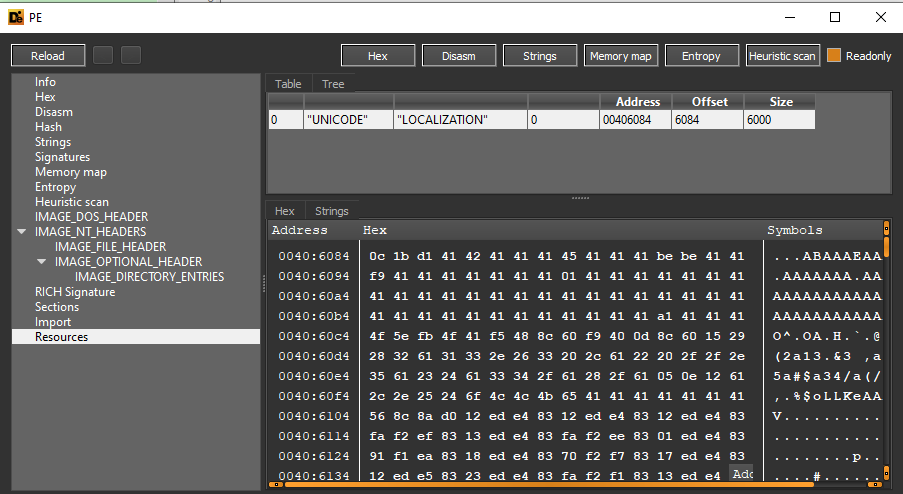 PE
Reload Hex Disasm Strings Memory map Entropy Heuristic scan Readonly
Info
Hex
Disasm
Hash
Strings
Signatures
Memory map
Entropy
Heuristic scan
IMAGE_DOS_HEADER
IMAGE_NT_HEADERS
IMAGE_FILE_HEADER
IMAGE_OPTIONAL_HEADER
IMAGE_DIRECTORY_ENTRIES
RICH Signature
Sections
Import
Resources
Table Tree
Address Offset Size
0 "UNICODE" "LOCALIZATION" 0 00406084 6084 6000
Hex Strings
Address Hex Symbols
0040:6084 0c 1b d1 41 42 41 41 41 45 41 41 41 be be 41 41 ...ABAAAEAA
0040:6094 f9 41 41 41 41 41 41 41 01 41 41 41 41 41 41 41 .AAAAAAA.AA
0040:60a4 41 41 41 41 41 41 41 41 41 41 41 41 41 41 41 41 AAAAAAAAAAA
0040:60b4 41 41 41 41 41 41 41 41 41 41 41 41 a1 41 41 41 AAAAAAAAAAA
0040:60c4 4f 5e fb 4f 41 f5 48 8c 60 f9 40 0d 8c 60 15 29 O^.OA.H.`.@
0040:60d4 28 32 61 31 33 2e 26 33 20 2c 61 22 20 2f 2f 2e (2a13.&3 ,a
0040:60e4 35 61 23 24 61 33 34 2f 61 28 2f 61 05 0e 12 61 5a#$a34/a(/
0040:60f4 2c 2e 25 24 6f 4c 4c 4b 65 41 41 41 41 41 41 41 ,.%$oLLKeAA
0040:6104 56 8c 8a d0 12 ed e4 83 12 ed e4 83 12 ed e4 83 V..........
0040:6114 fa f2 ef 83 13 ed e4 83 fa f2 ee 83 01 ed e4 83 ...........
0040:6124 91 f1 ea 83 18 ed e4 83 70 f2 f7 83 17 ed e4 83 ........p..
0040:6134 12 ed e5 83 23 ed e4 83 fa f2 f1 83 13 ed e4 ....#......